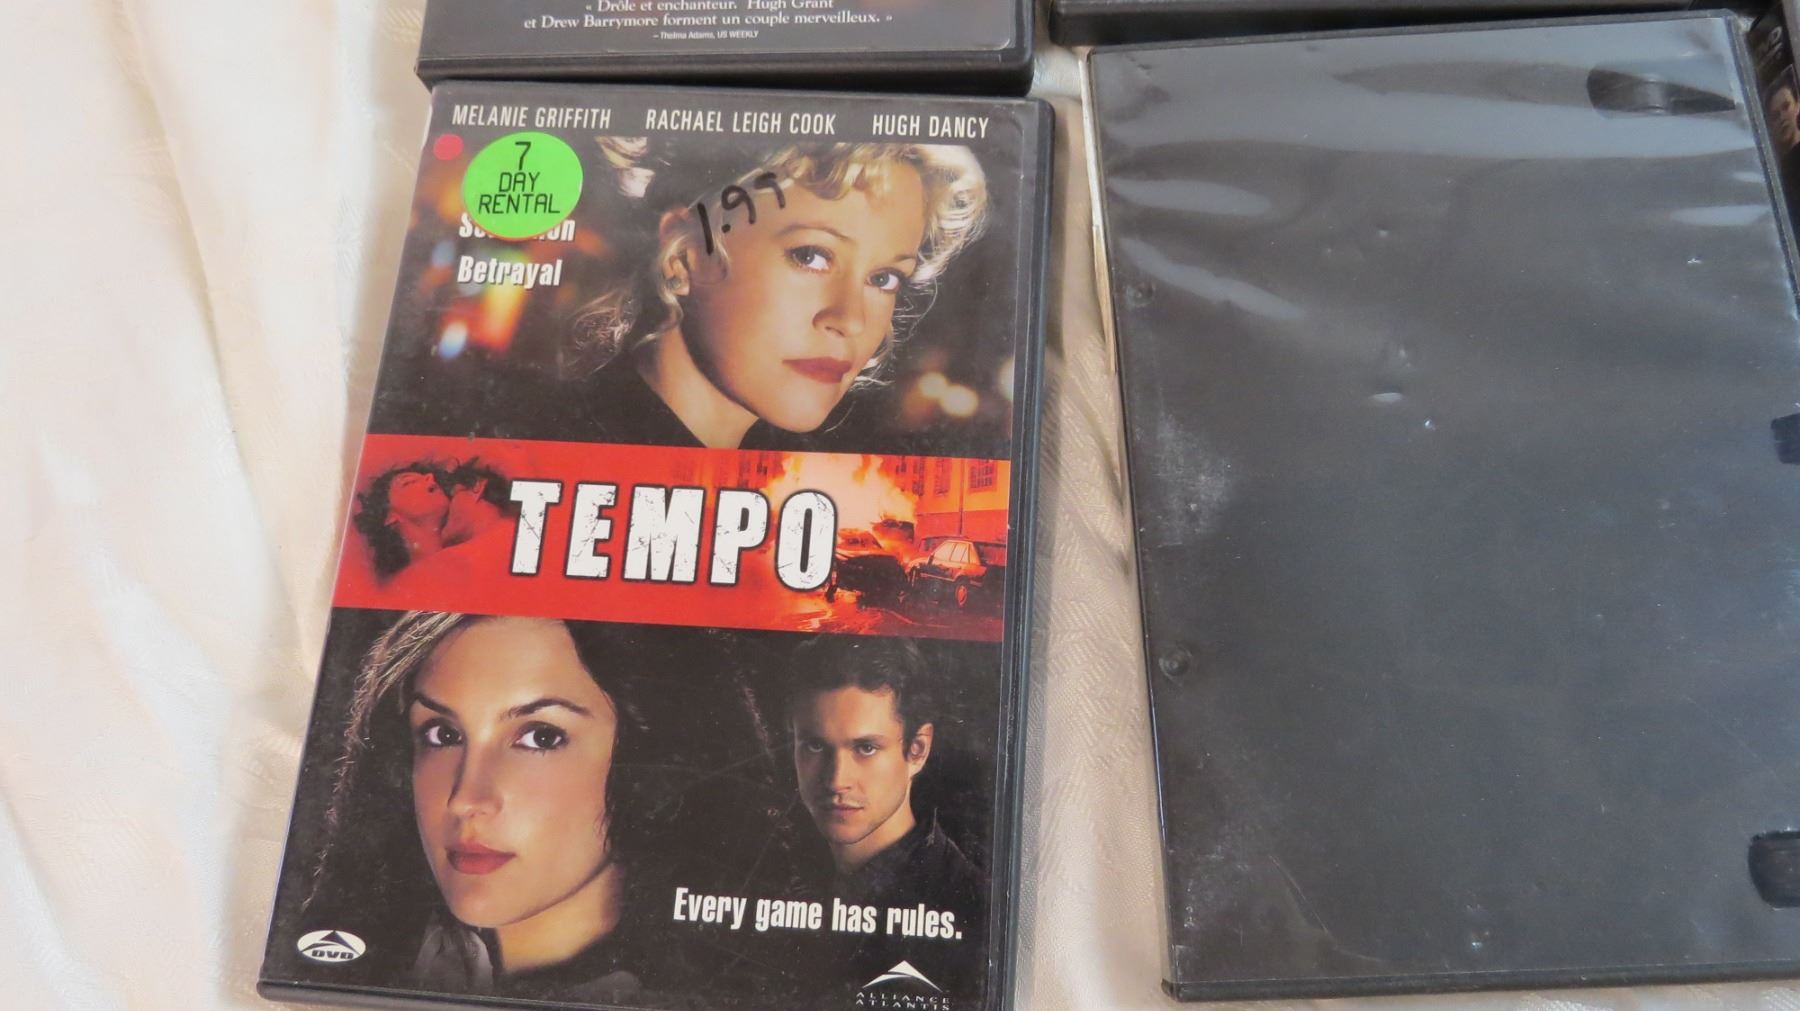 « Drôle et enchanteur. Hugh Grant
et Drew Barrymore forment un couple merveilleux. »
– Thelma Adams, US WEEKLY
MELANIE GRIFFITH RACHAEL LEIGH COOK HUGH DANCY
7
DAY
RENTAL
1.99
Betrayal
TEMPO
Every game has rules.
DVD
ALLIANCE
ATLANTIS